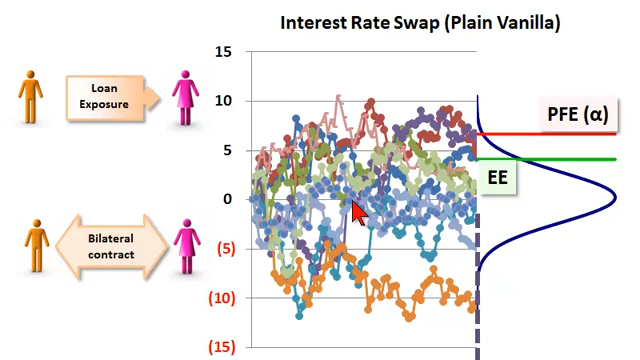 Interest Rate Swap (Plain Vanilla)
15
10
5
0
(5)
(10)
(15)
Loan
Exposure
Bilateral
contract
PFE (α)
EE